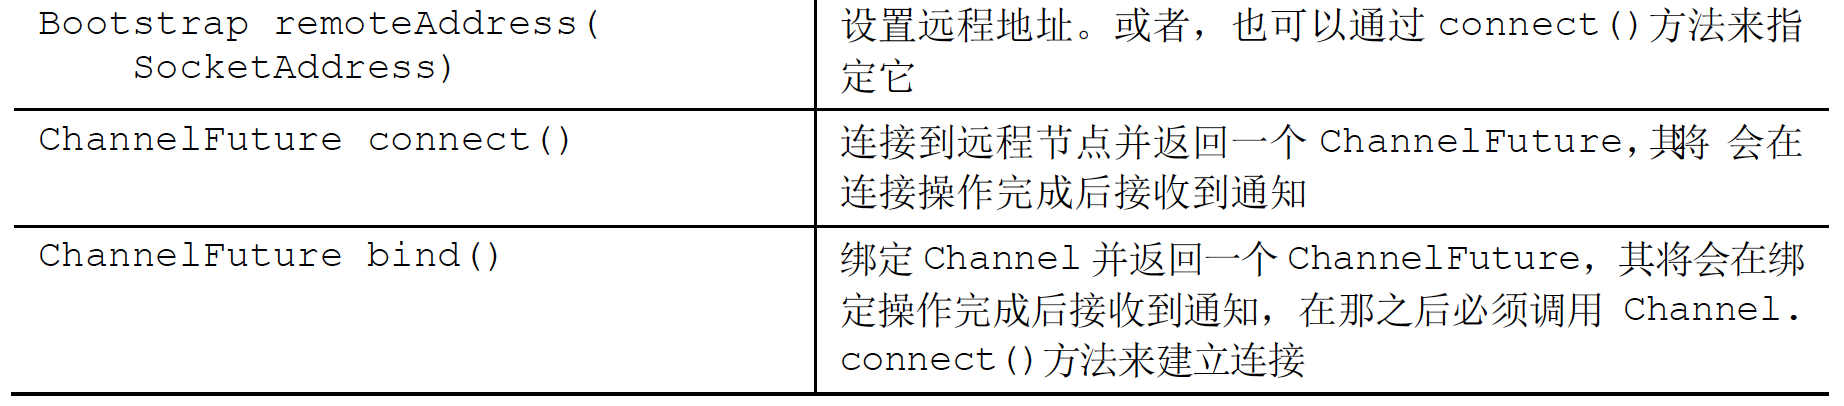 Bootstrap remoteAddress(
SocketAddress)
设置远程地址。或者，也可以通过 connect()方法来指
定它
ChannelFuture connect()
连接到远程节点并返回一个 ChannelFuture，其将 会在
连接操作完成后接收到通知
ChannelFuture bind()
绑定 Channel 并返回一个 ChannelFuture，其将会在绑
定操作完成后接收到通知，在那之后必须调用 Channel.
connect()方法来建立连接